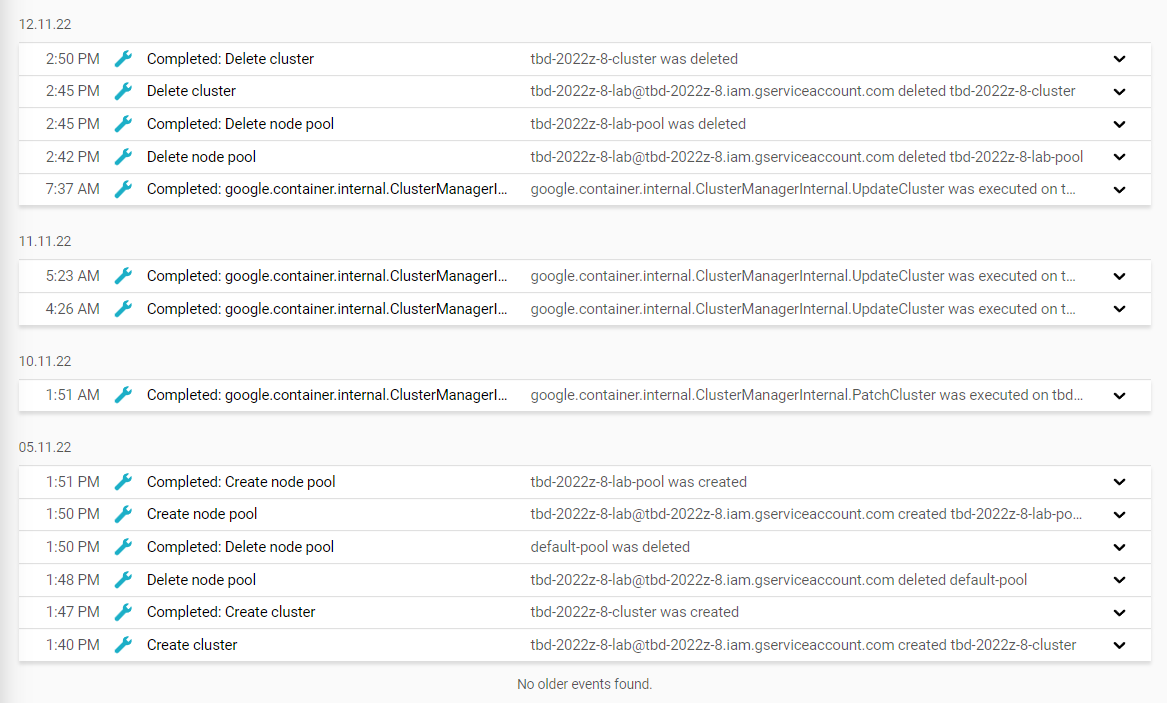 12.11.22
2:50 PM Completed: Delete cluster tbd-2022z-8-cluster was deleted
2:45 PM Delete cluster tbd-2022z-8-lab@tbd-2022z-8.iam.gserviceaccount.com deleted tbd-2022z-8-cluster
2:45 PM Completed: Delete node pool tbd-2022z-8-lab-pool was deleted
2:42 PM Delete node pool tbd-2022z-8-lab@tbd-2022z-8.iam.gserviceaccount.com deleted tbd-2022z-8-lab-pool
7:37 AM Completed: google.container.internal.ClusterManagerI... google.container.internal.ClusterManagerInternal.UpdateCluster was executed on t...
11.11.22
5:23 AM Completed: google.container.internal.ClusterManagerI... google.container.internal.ClusterManagerInternal.UpdateCluster was executed on t...
4:26 AM Completed: google.container.internal.ClusterManagerI... google.container.internal.ClusterManagerInternal.UpdateCluster was executed on t...
10.11.22
1:51 AM Completed: google.container.internal.ClusterManagerI... google.container.internal.ClusterManagerInternal.PatchCluster was executed on tbd...
05.11.22
1:51 PM Completed: Create node pool tbd-2022z-8-lab-pool was created
1:50 PM Create node pool tbd-2022z-8-lab@tbd-2022z-8.iam.gserviceaccount.com created tbd-2022z-8-lab-po...
1:50 PM Completed: Delete node pool default-pool was deleted
1:48 PM Delete node pool tbd-2022z-8-lab@tbd-2022z-8.iam.gserviceaccount.com deleted default-pool
1:47 PM Completed: Create cluster tbd-2022z-8-cluster was created
1:40 PM Create cluster tbd-2022z-8-lab@tbd-2022z-8.iam.gserviceaccount.com created tbd-2022z-8-cluster
No older events found.